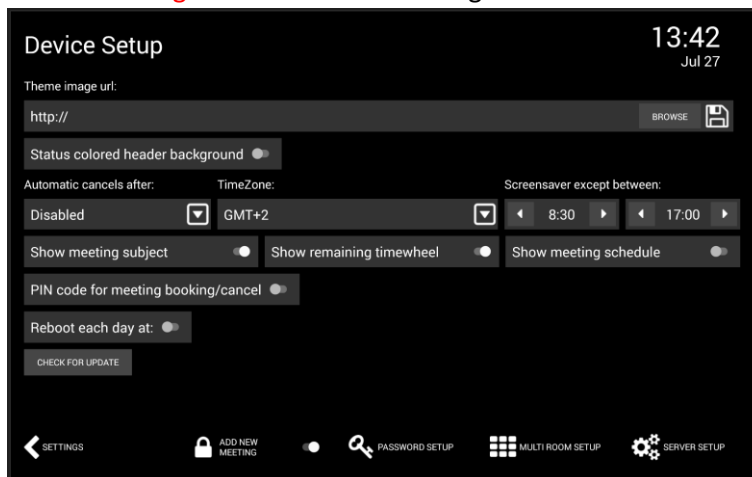 Device Setup
13:42
Jul 27
Theme image url:
http://
BROWSE
Status colored header background
Automatic cancels after:
TimeZone:
Screensaver except between:
Disabled
GMT+2
8:30
17:00
Show meeting subject
Show remaining timewheel
Show meeting schedule
PIN code for meeting booking/cancel
Reboot each day at:
CHECK FOR UPDATE
SETTINGS
ADD NEW
MEETING
PASSWORD SETUP
MULTI ROOM SETUP
SERVER SETUP